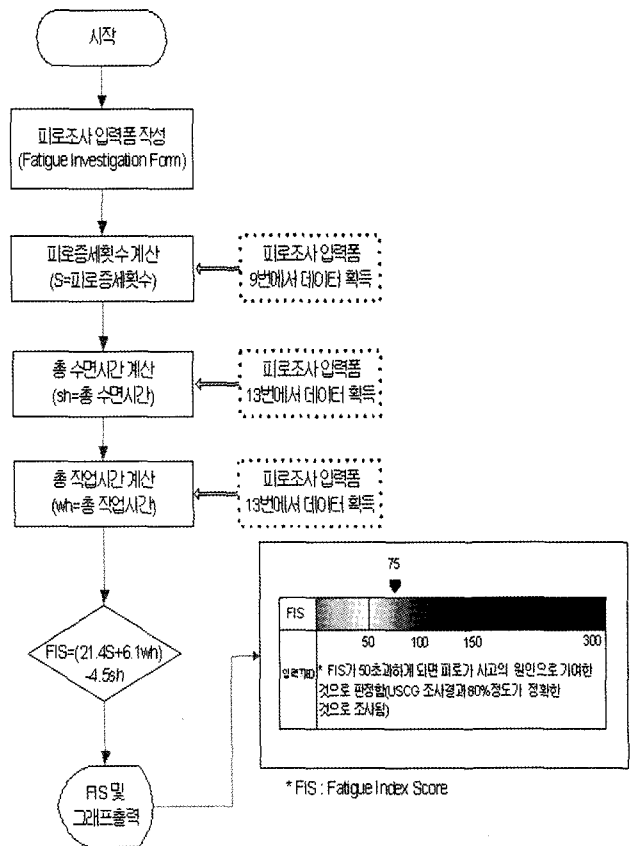 시작
피로조사 입력폼 작성
(Fatigue Investigation Form)
피로증세횟수 계산
(S=피로증세횟수)
피로조사 입력폼
9번에서 데이터 획득
총 수면시간 계산
(sh=총 수면시간)
피로조사 입력폼
13번에서 데이터 획득
총 작업시간 계산
(wh=총 작업시간)
피로조사 입력폼
13번에서 데이터 획득
FIS=(21.4S+6.1wh)
-4.5sh
FIS 및
그래프출력
75
FIS
50 100 150 300
* FIS가 50초과하게 되면 피로가 사고의 원인으로 기여한
것으로 판정함(USCG 조사결과 80%정도가 정확한
것으로 조사됨)
* FIS : Fatigue Index Score